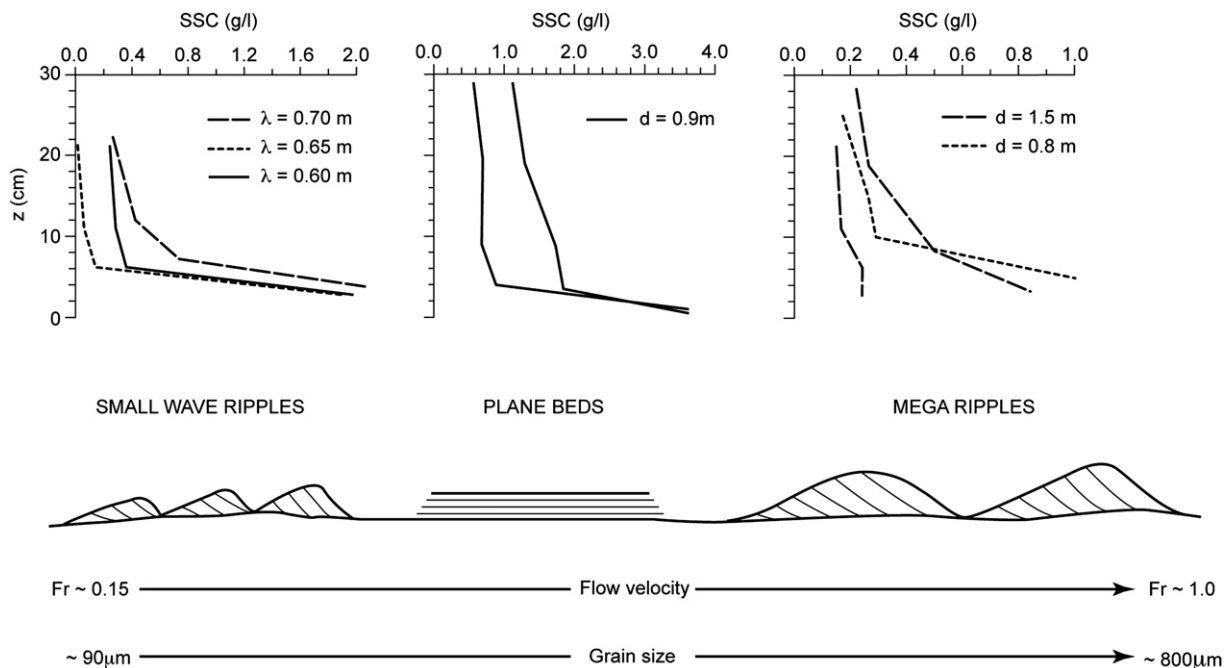 SSC (g/l) SSC (g/l) SSC (g/l)
0.0 0.4 0.8 1.2 1.6 2.0 0.0 1.0 2.0 3.0 4.0 0.0 0.2 0.4 0.6 0.8 1.0
30
λ = 0.70 m d = 0.9m d = 1.5 m
λ = 0.65 m d = 0.8 m
20
λ = 0.60 m
z (cm)
10
0
SMALL WAVE RIPPLES PLANE BEDS MEGA RIPPLES
Fr ~ 0.15 Flow velocity Fr ~ 1.0
~ 90μm Grain size ~ 800μm